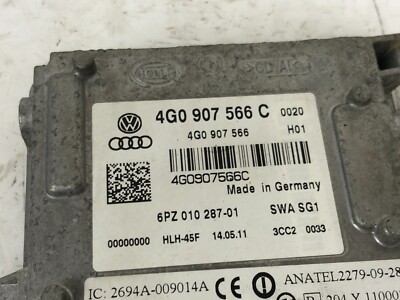 4G0 907 566 C 0020
4G0 907 566 H01
4G0907566C
Made in Germany
6PZ 010 287-01 SWA SG1
00000000 HLH-45F 14.05.11 3CC2 0033
IC: 2694A-009014A
ANATEL2279-09-28